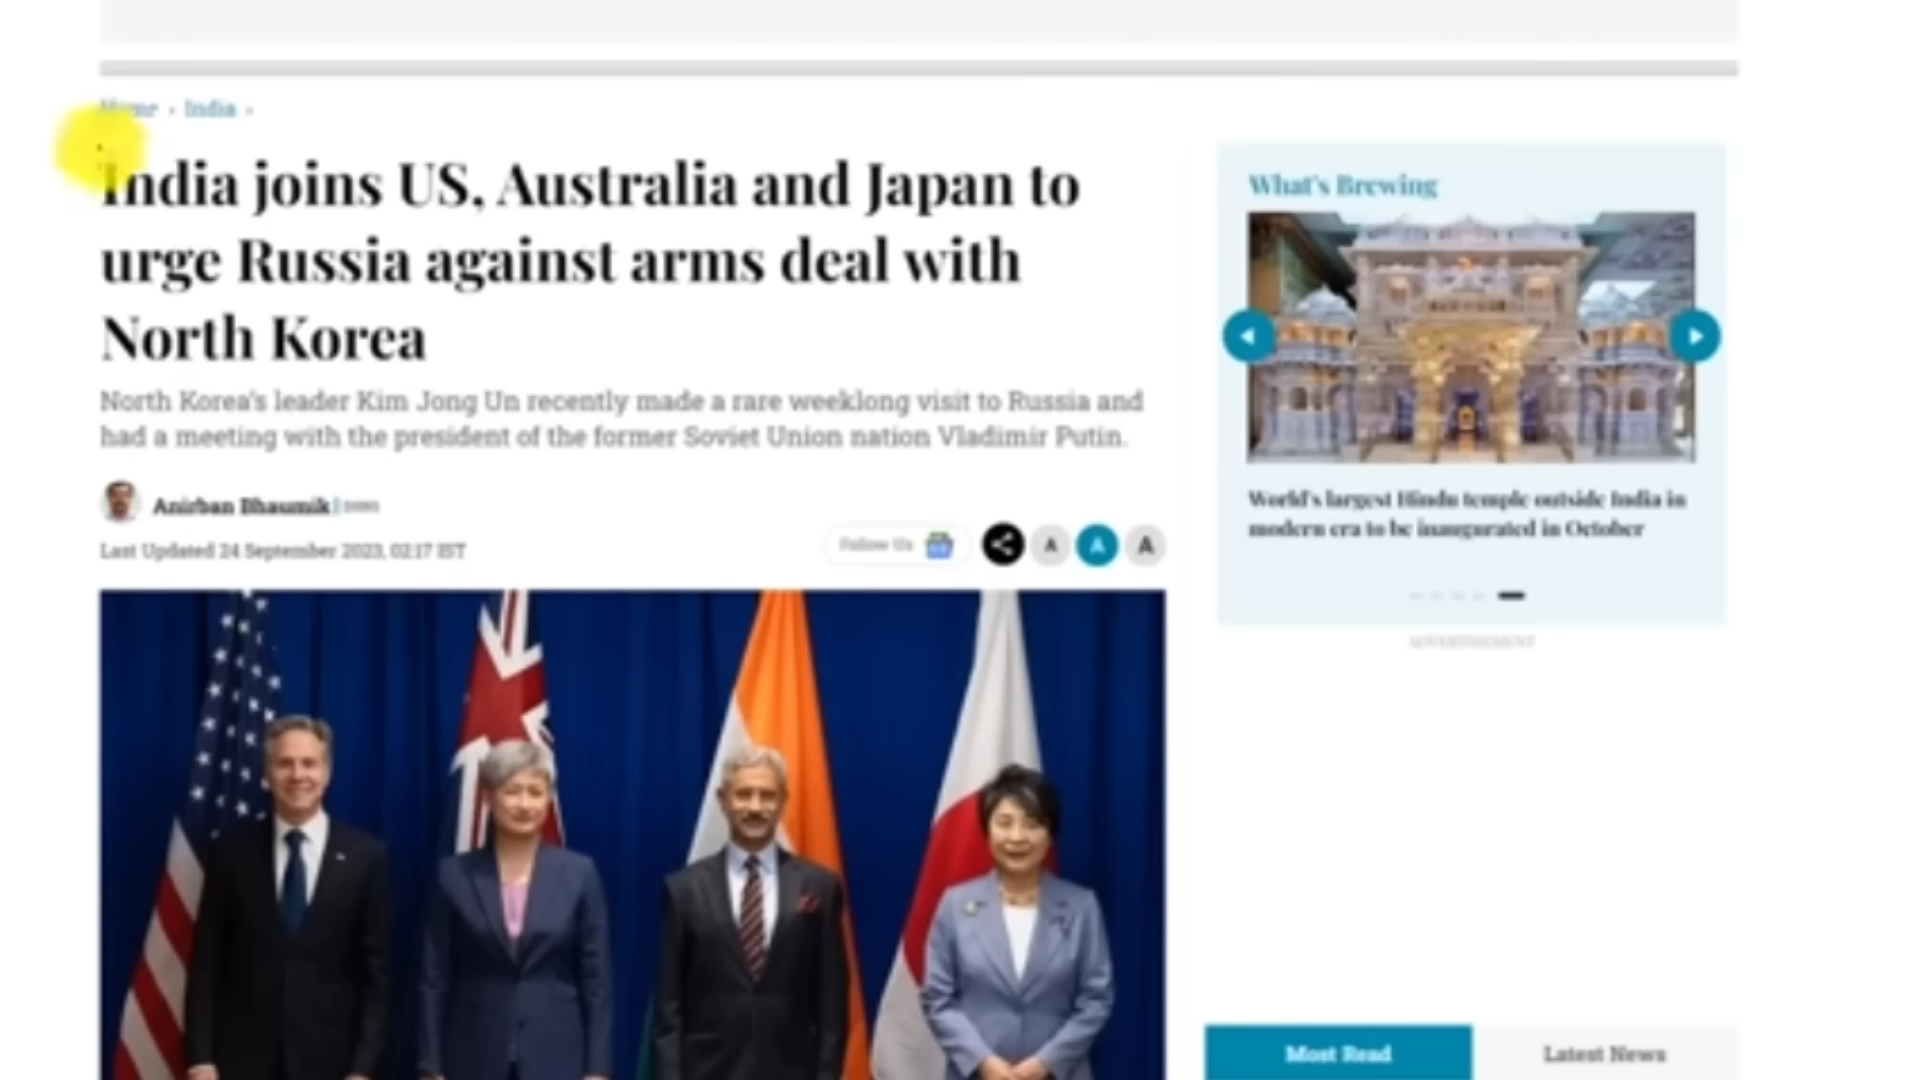 Home › India ›
India joins US, Australia and Japan to
urge Russia against arms deal with
North Korea
North Korea's leader Kim Jong Un recently made a rare weeklong visit to Russia and
had a meeting with the president of the former Soviet Union nation Vladimir Putin.
Anirban Bhaumik |
Last Updated 24 September 2023, 02:17 IST
Follow Us
A A A
What's Brewing
World's largest Hindu temple outside India in
modern era to be inaugurated in October
ADVERTISEMENT
Most Read
Latest News